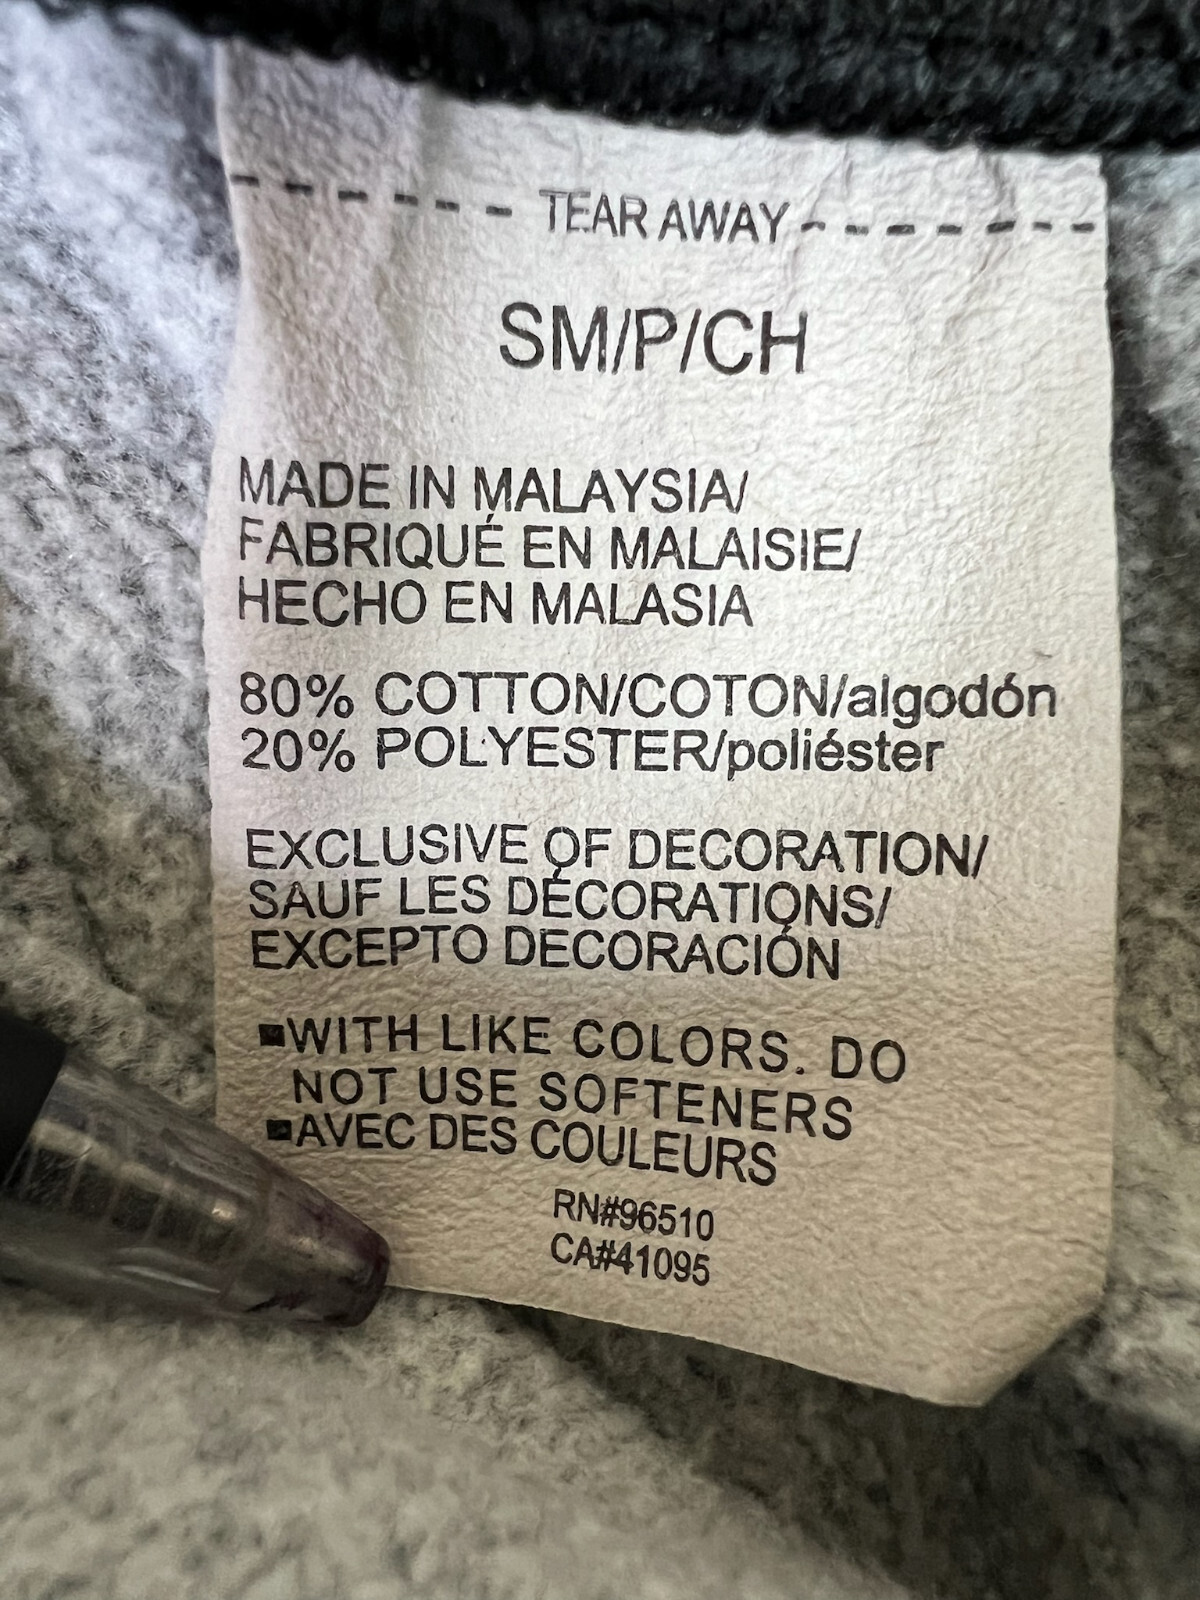 TEAR AWAY
SM/P/CH
MADE IN MALAYSIA/
FABRIQUÉ EN MALAISIE/
HECHO EN MALASIA
80% COTTON/COTON/algodón
20% POLYESTER/poliéster
EXCLUSIVE OF DECORATION/
SAUF LES DÉCORATIONS/
EXCEPTO DECORACIÓN
▪WITH LIKE COLORS. DO
NOT USE SOFTENERS
▪AVEC DES COULEURS
RN#96510
CA#41095